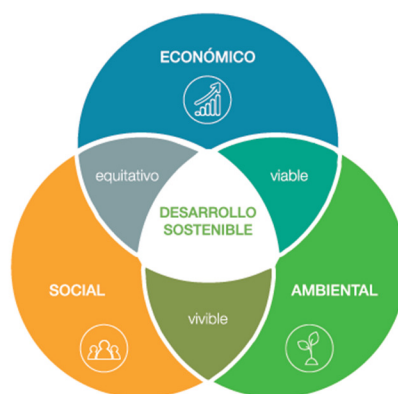 ECONÓMICO
equitativo
viable
DESARROLLO
SOSTENIBLE
SOCIAL
AMBIENTAL
vivible